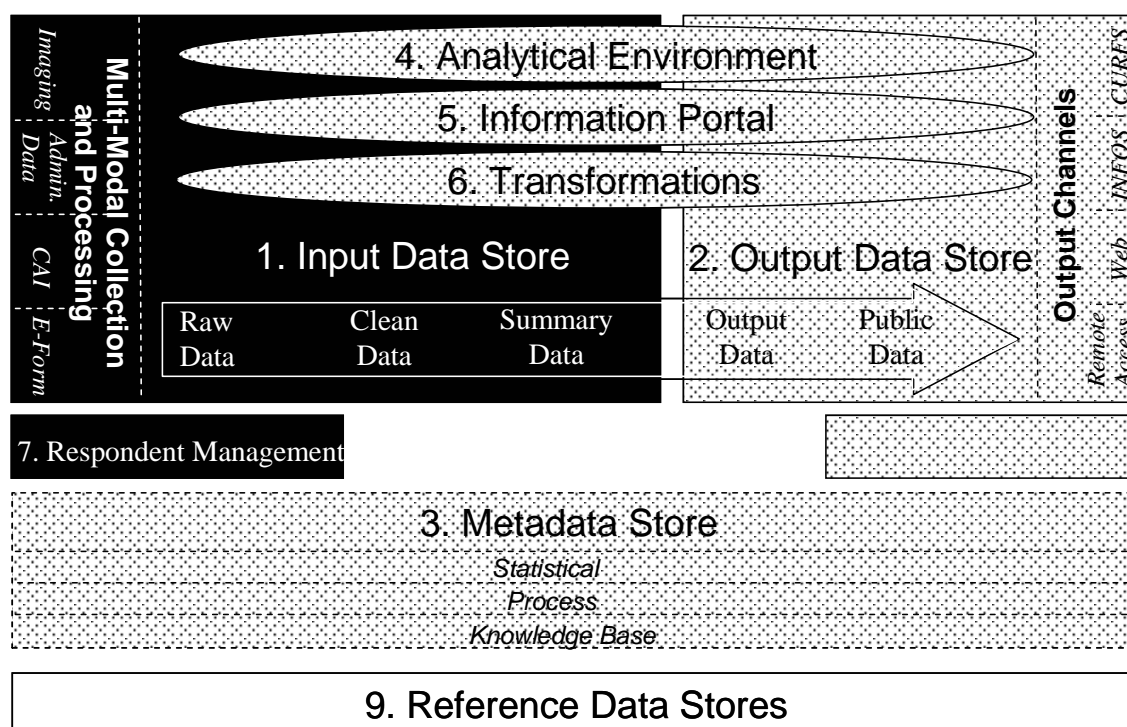 Imaging
Admin.
Data
CAI
E-Form
Multi-Modal Collection
and Processing
4. Analytical Environment
5. Information Portal
6. Transformations
1. Input Data Store
2. Output Data Store
Raw
Data
Clean
Data
Summary
Data
Output
Data
Public
Data
Output Channels
CURFS
INFOS
Web
Remote
Access
7. Respondent Management
3. Metadata Store
Statistical
Process
Knowledge Base
9. Reference Data Stores